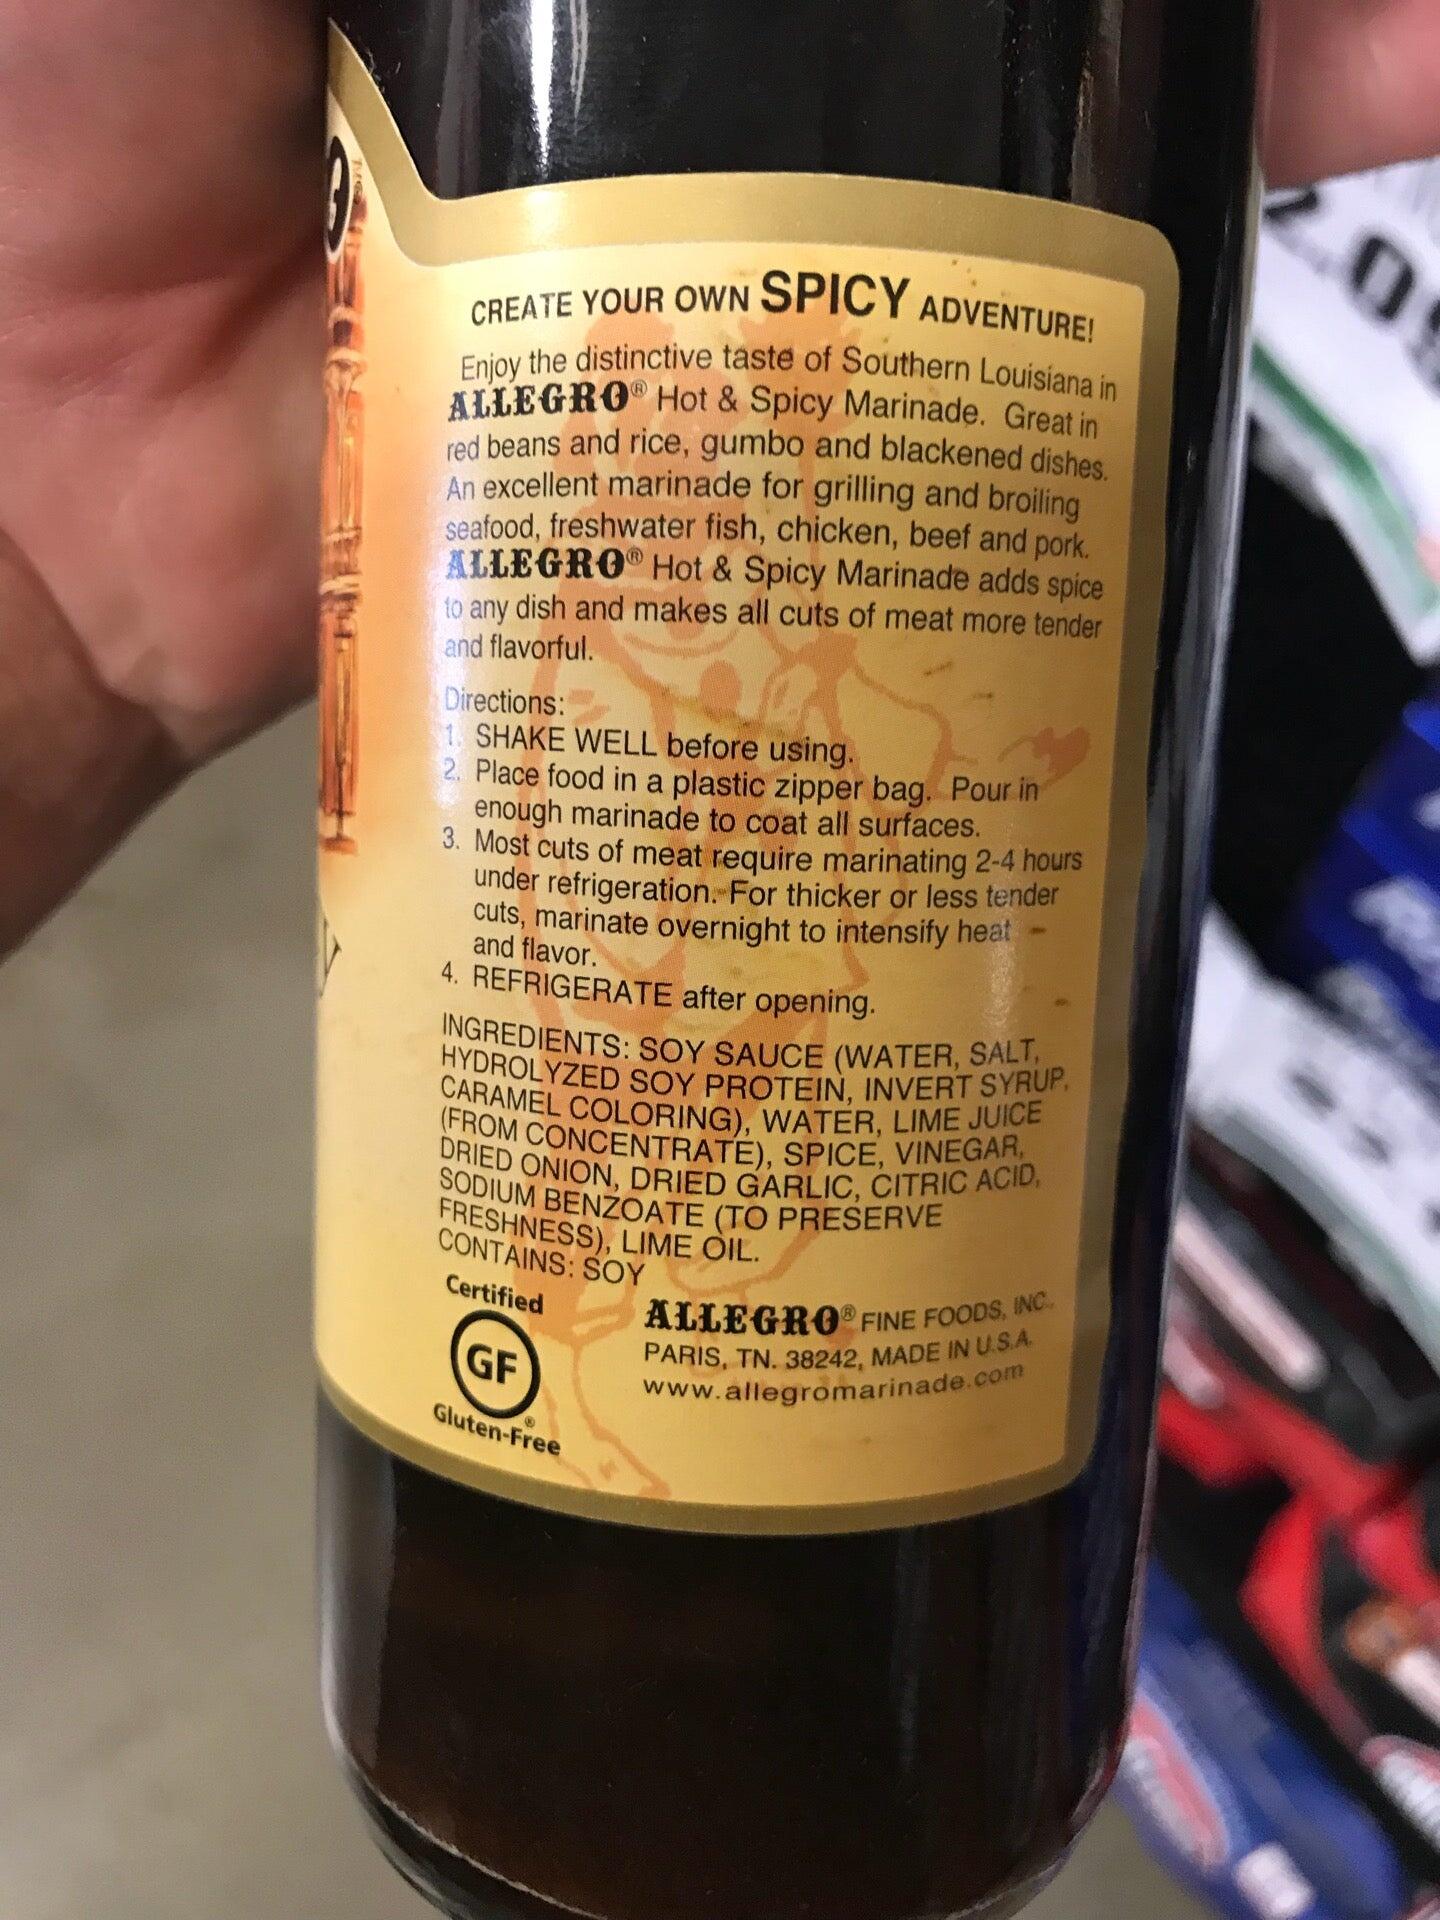 CREATE YOUR OWN SPICY ADVENTURE!
Enjoy the distinctive taste of Southern Louisiana in
ALLEGRO® Hot & Spicy Marinade. Great in
red beans and rice, gumbo and blackened dishes.
An excellent marinade for grilling and broiling
seafood, freshwater fish, chicken, beef and pork.
ALLEGRO® Hot & Spicy Marinade adds spice
to any dish and makes all cuts of meat more tender
and flavorful.
Directions:
1. SHAKE WELL before using.
2. Place food in a plastic zipper bag. Pour in
enough marinade to coat all surfaces.
3. Most cuts of meat require marinating 2-4 hours
under refrigeration. For thicker or less tender
cuts, marinate overnight to intensify heat
and flavor.
4. REFRIGERATE after opening.
INGREDIENTS: SOY SAUCE (WATER, SALT,
HYDROLYZED SOY PROTEIN, INVERT SYRUP,
CARAMEL COLORING), WATER, LIME JUICE
(FROM CONCENTRATE), SPICE, VINEGAR,
DRIED ONION, DRIED GARLIC, CITRIC ACID,
SODIUM BENZOATE (TO PRESERVE
FRESHNESS), LIME OIL.
CONTAINS: SOY
Certified
GF®
Gluten-Free
ALLEGRO® FINE FOODS, INC.
PARIS, TN. 38242, MADE IN U.S.A.
www.allegromarinade.com